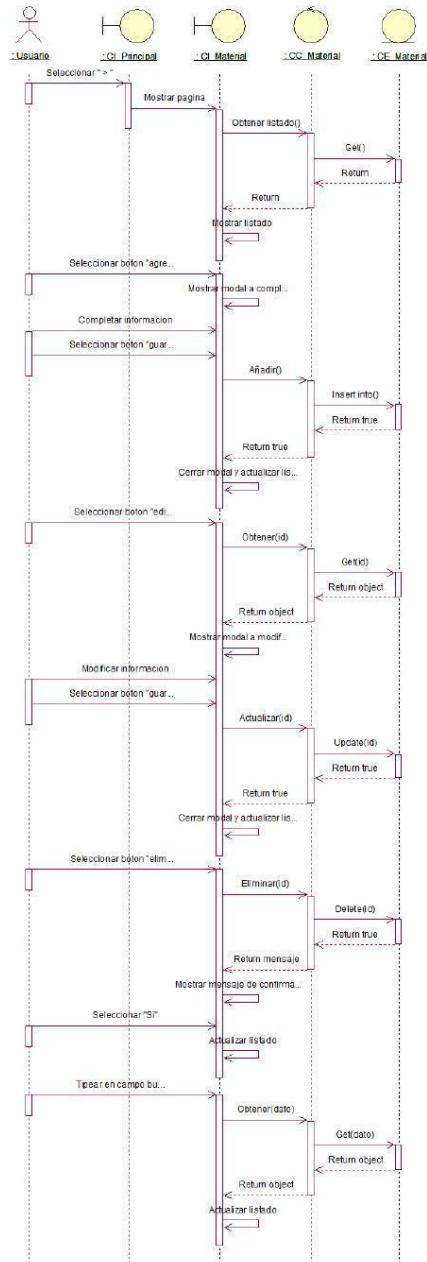 : Usuario
: CI_Principal
: CI_Material
: CC_Material
: CE_Material
Seleccionar " > "
Mostrar pagina
Obtener listado()
Get()
Return
Return
Mostrar listado
Seleccionar boton "agre...
Mostrar modal a compl...
Completar informacion
Seleccionar boton "guar...
Añadir()
Insert into()
Return true
Return true
Cerrar modal y actualizar lis...
Seleccionar boton "edi...
Obtener(id)
Get(id)
Return object
Return object
Mostrar modal a modif...
Modificar informacion
Seleccionar boton "guar...
Actualizar(id)
Update(id)
Return true
Return true
Cerrar modal y actualizar lis...
Seleccionar boton "elim...
Eliminar(id)
Delete(id)
Return true
Return mensaje
Mostrar mensaje de confirma...
Seleccionar "Si"
Actualizar listado
Tipear en campo bu...
Obtener(dato)
Get(dato)
Return object
Return object
Actualizar listado